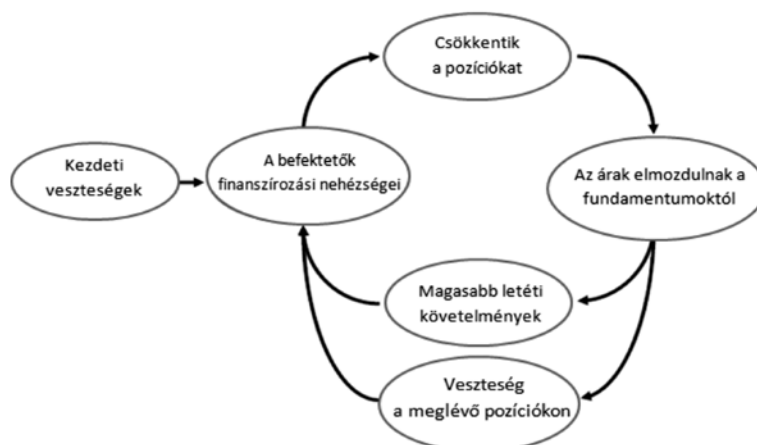 Csökkentik
a pozíciókat
Kezdeti
veszteségek
A befektetők
finanszírozási nehézségei
Az árak elmozdulnak a
fundamentumoktól
Magasabb letéti
követelmények
Veszteség
a meglévő pozíciókon